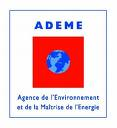 ADEME
Agence de l'Environnement
et de la Maîtrise de l'Energie